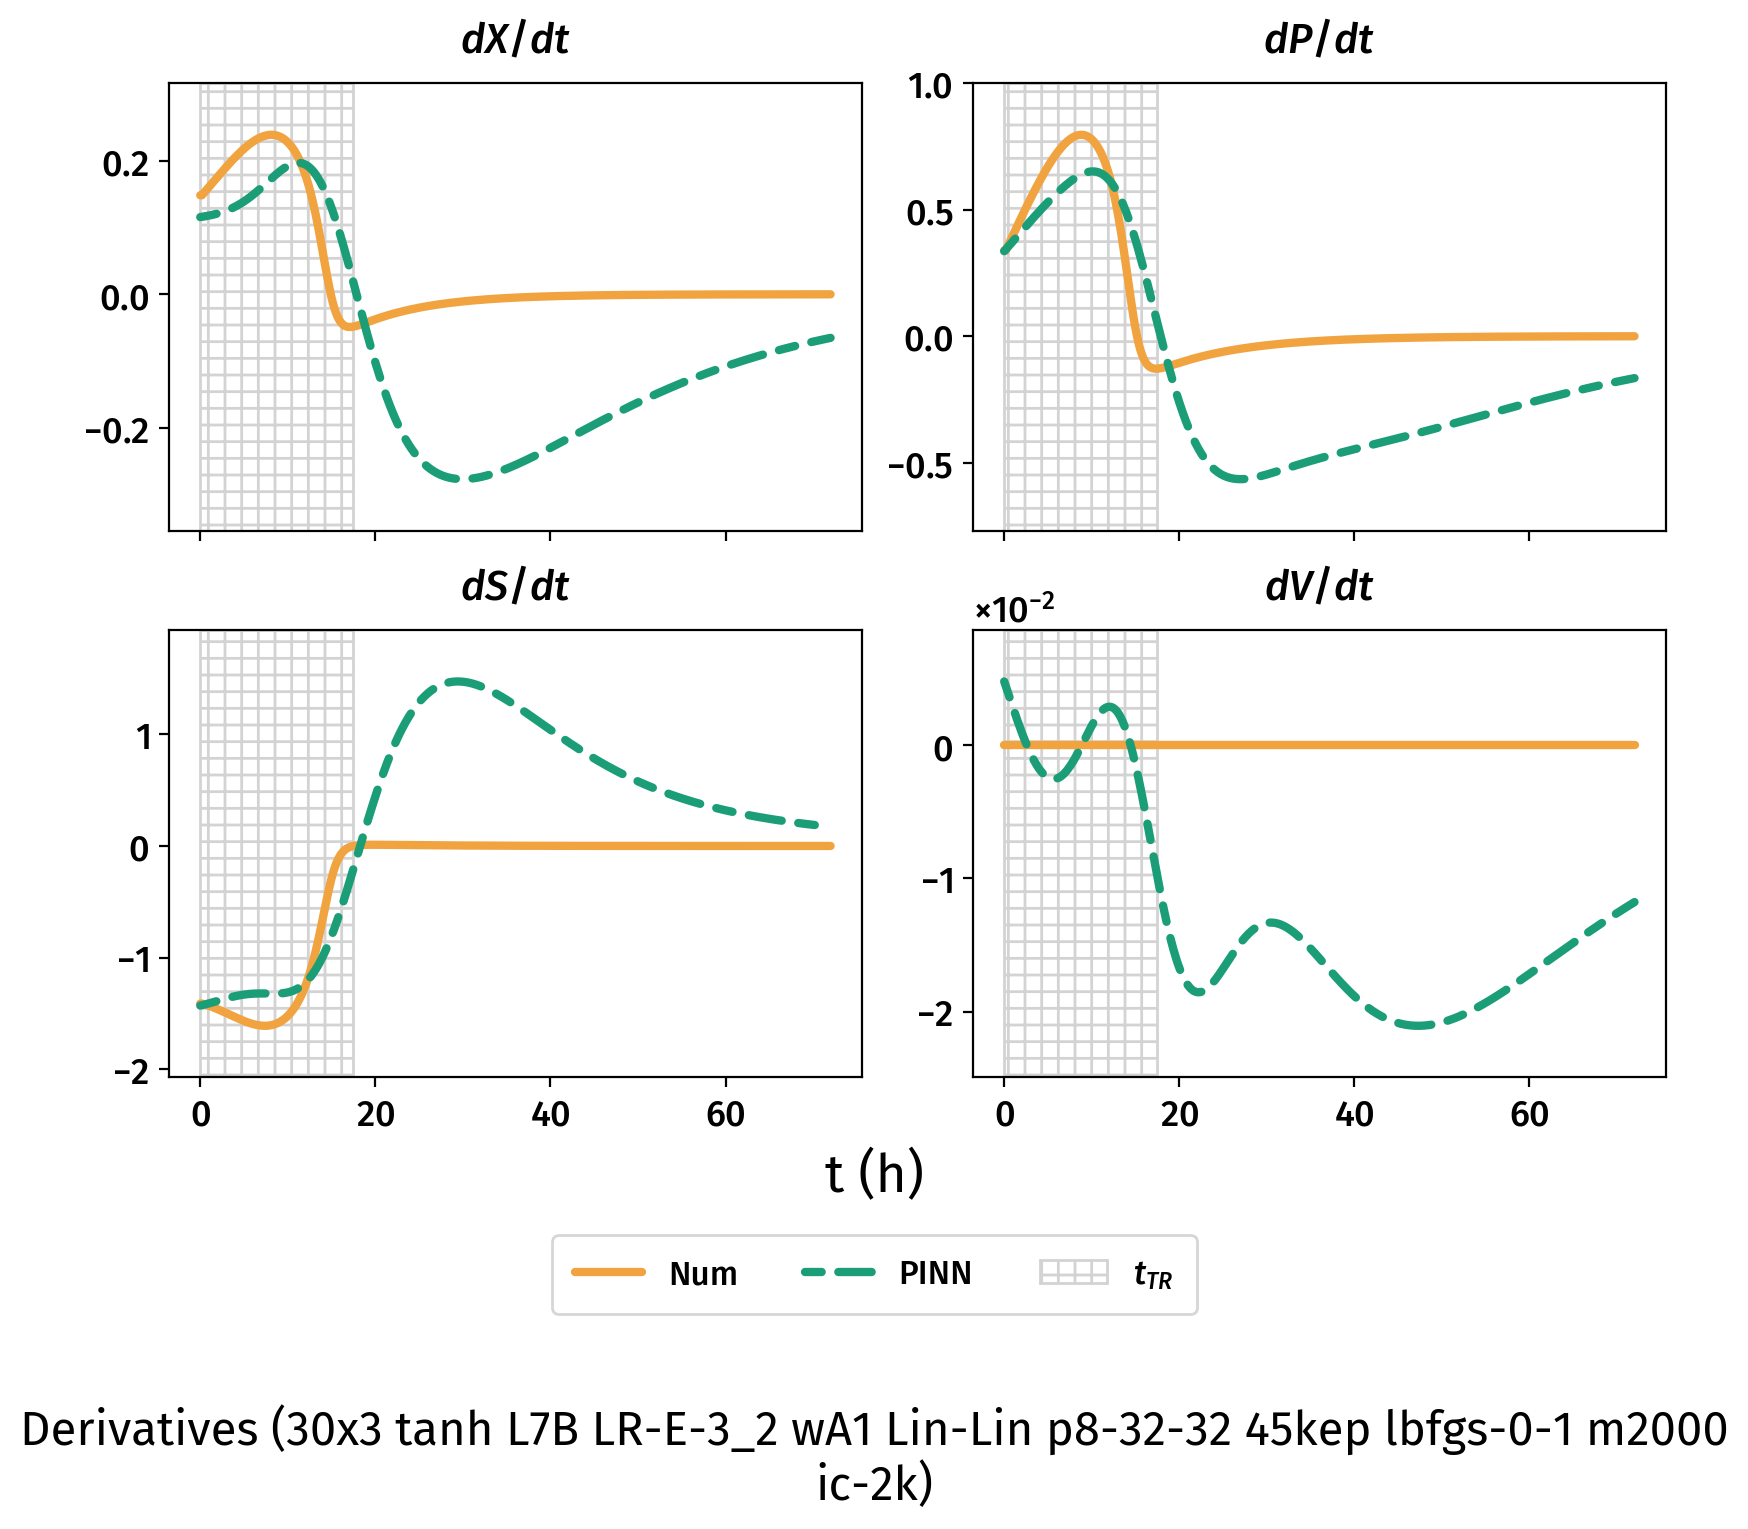 dX/dt
dP/dt
0.2
0.0
−0.2
1.0
0.5
0.0
−0.5
dS/dt
dV/dt
×10⁻²
1
0
−1
−2
0
−1
−2
0 20 40 60
0 20 40 60
t (h)
Num PINN t_TR
Derivatives (30x3 tanh L7B LR-E-3_2 wA1 Lin-Lin p8-32-32 45kep lbfgs-0-1 m2000
ic-2k)